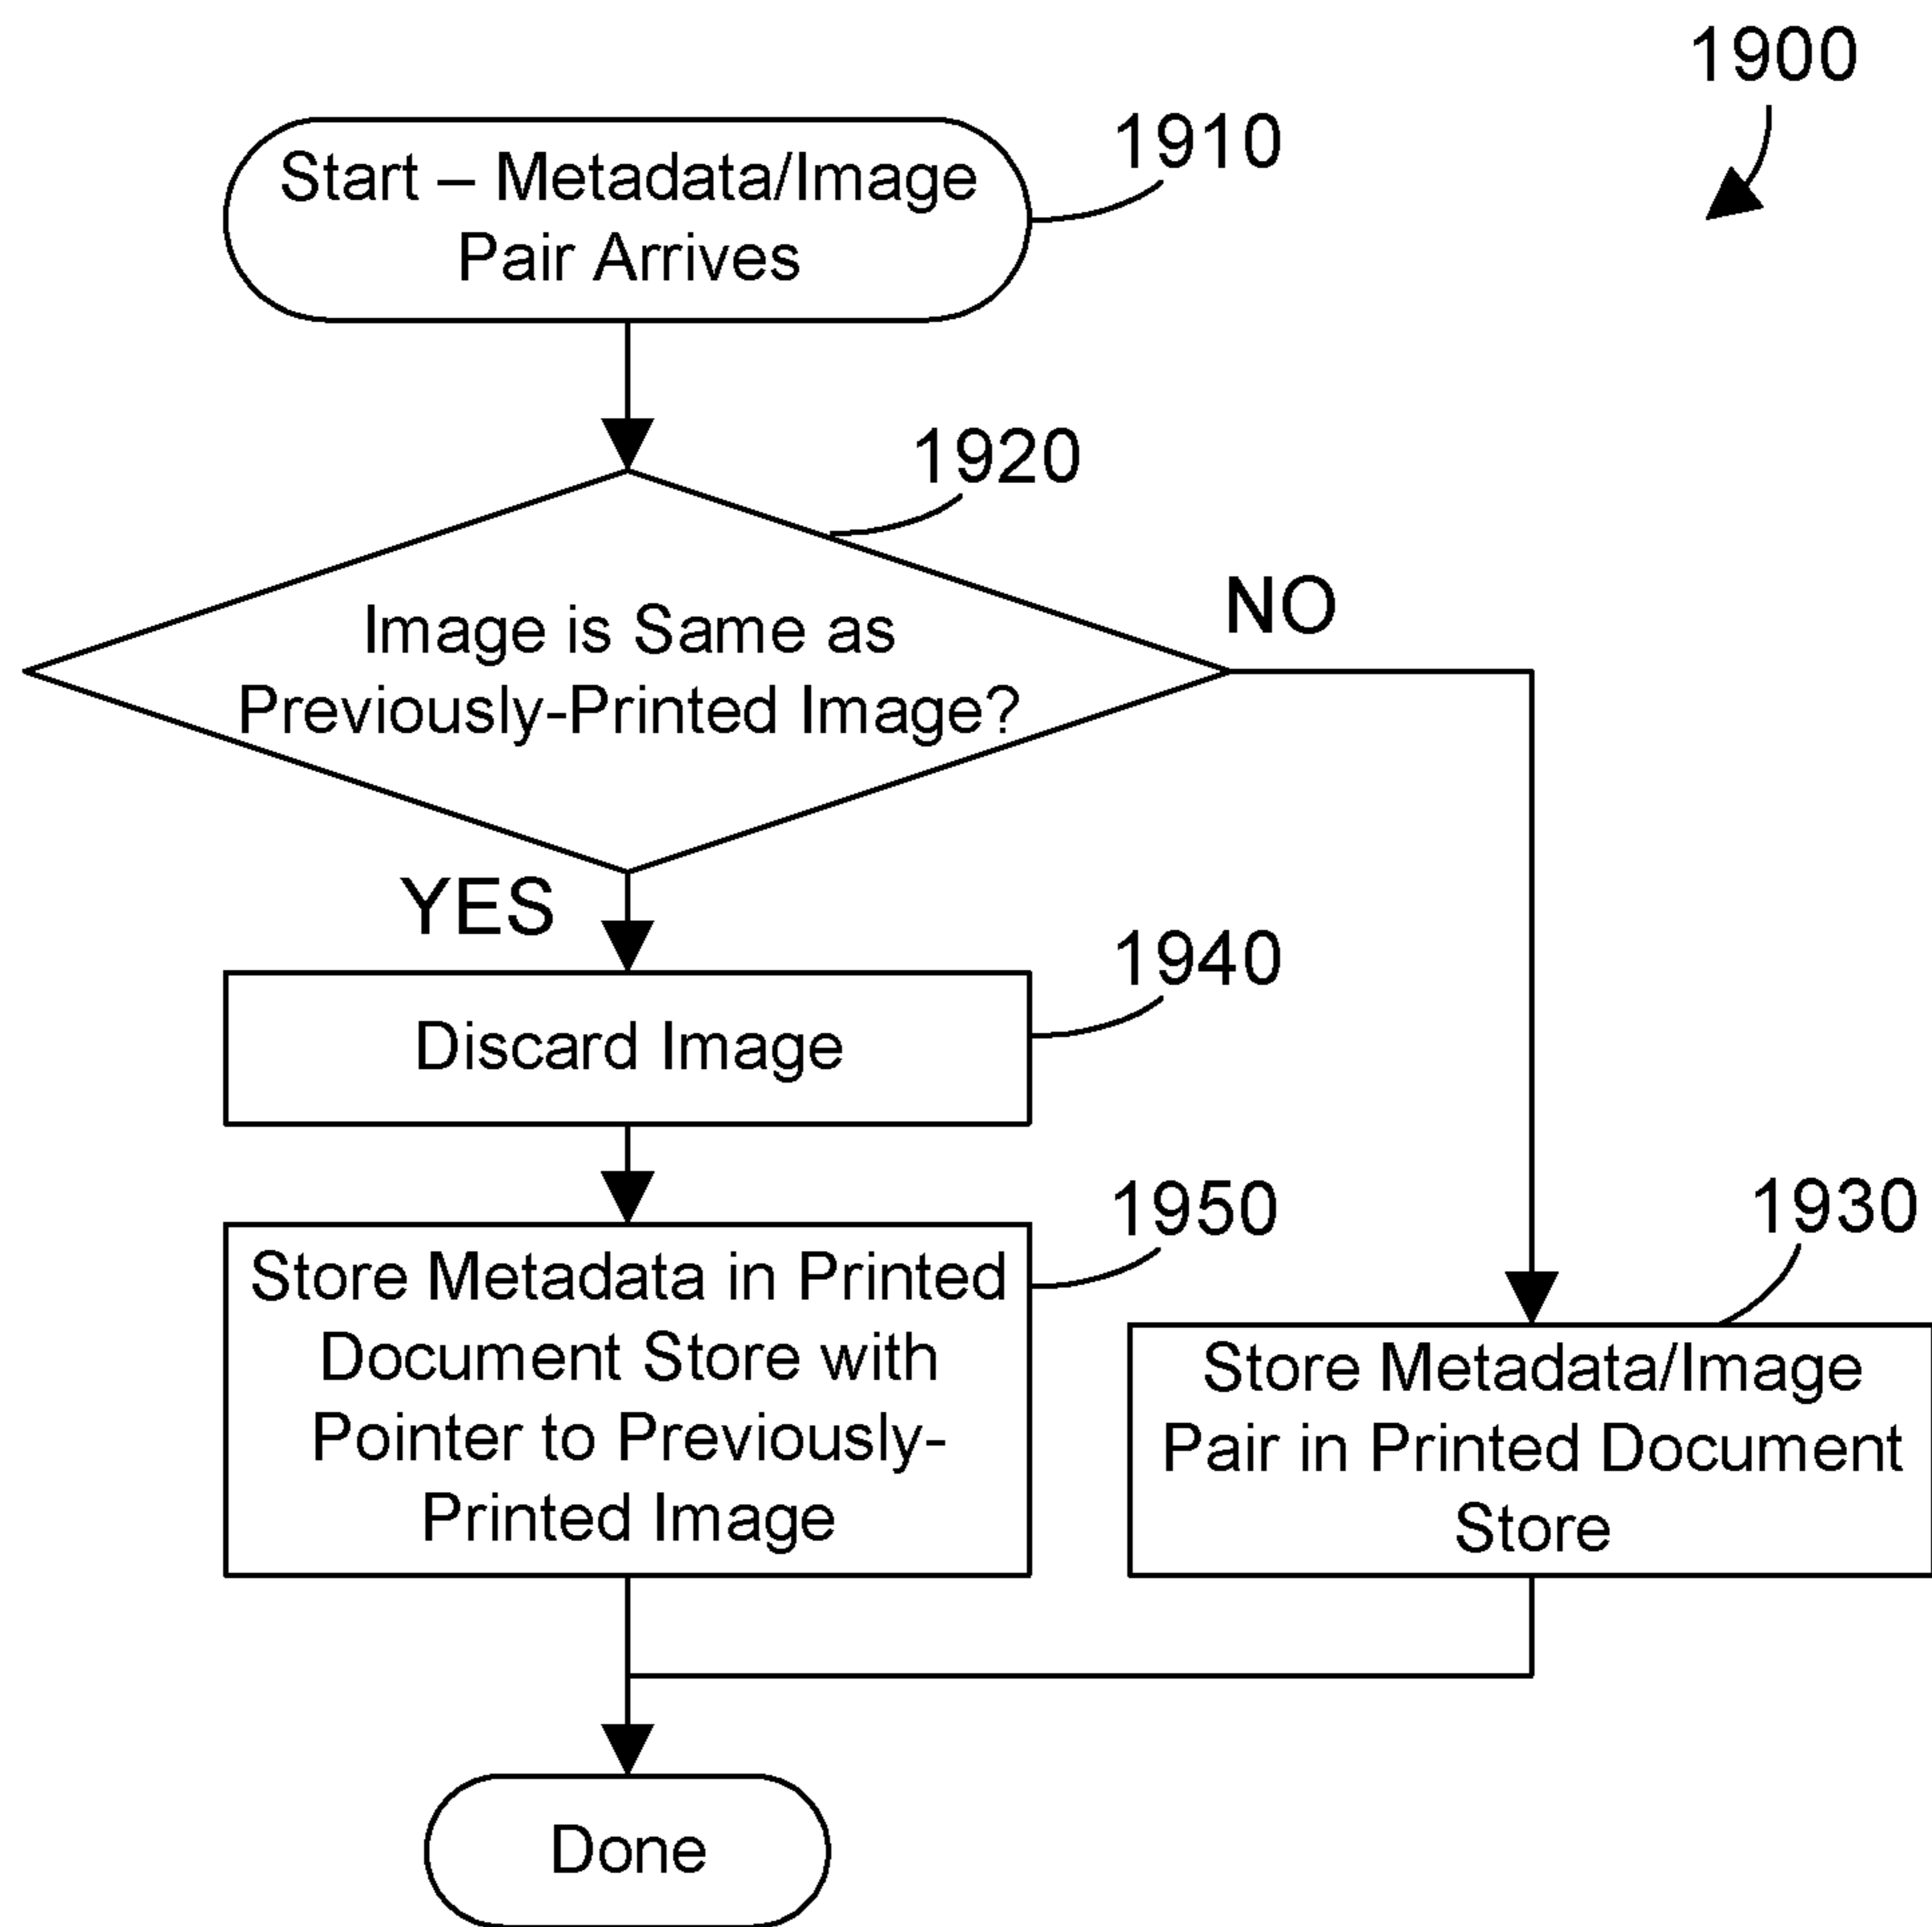 1900
1910
Start – Metadata/Image
Pair Arrives
1920
Image is Same as
Previously-Printed Image?
NO
YES
1940
Discard Image
1950
Store Metadata in Printed
Document Store with
Pointer to Previously-
Printed Image
1930
Store Metadata/Image
Pair in Printed Document
Store
Done